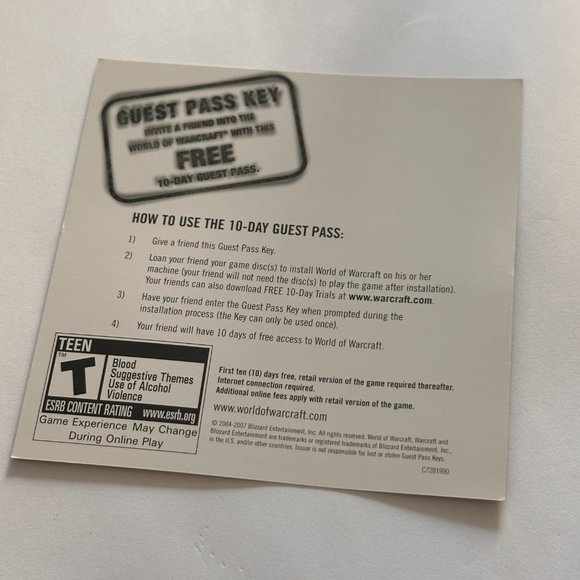 GUEST PASS KEY
INVITE A FRIEND INTO THE
WORLD OF WARCRAFT® WITH THIS
FREE
10-DAY GUEST PASS.
HOW TO USE THE 10-DAY GUEST PASS:
1) Give a friend this Guest Pass Key.
2) Loan your friend your game disc(s) to install World of Warcraft on his or her
machine (your friend will not need the disc(s) to play the game after installation).
Your friends can also download FREE 10-Day Trials at www.warcraft.com.
3) Have your friend enter the Guest Pass Key when prompted during the
installation process (the Key can only be used once).
4) Your friend will have 10 days of free access to World of Warcraft.
TEEN
TM
T
Blood
Suggestive Themes
Use of Alcohol
Violence
ESRB CONTENT RATING www.esrb.org
Game Experience May Change
During Online Play
First ten (10) days free, retail version of the game required thereafter.
Internet connection required.
Additional online fees apply with retail version of the game.
www.worldofwarcraft.com
© 2004-2007 Blizzard Entertainment, Inc. All rights reserved. World of Warcraft, Warcraft and
Blizzard Entertainment are trademarks or registered trademarks of Blizzard Entertainment, Inc.,
in the U.S. and/or other countries. Issuer is not responsible for lost or stolen Guest Pass Keys.
C7281990